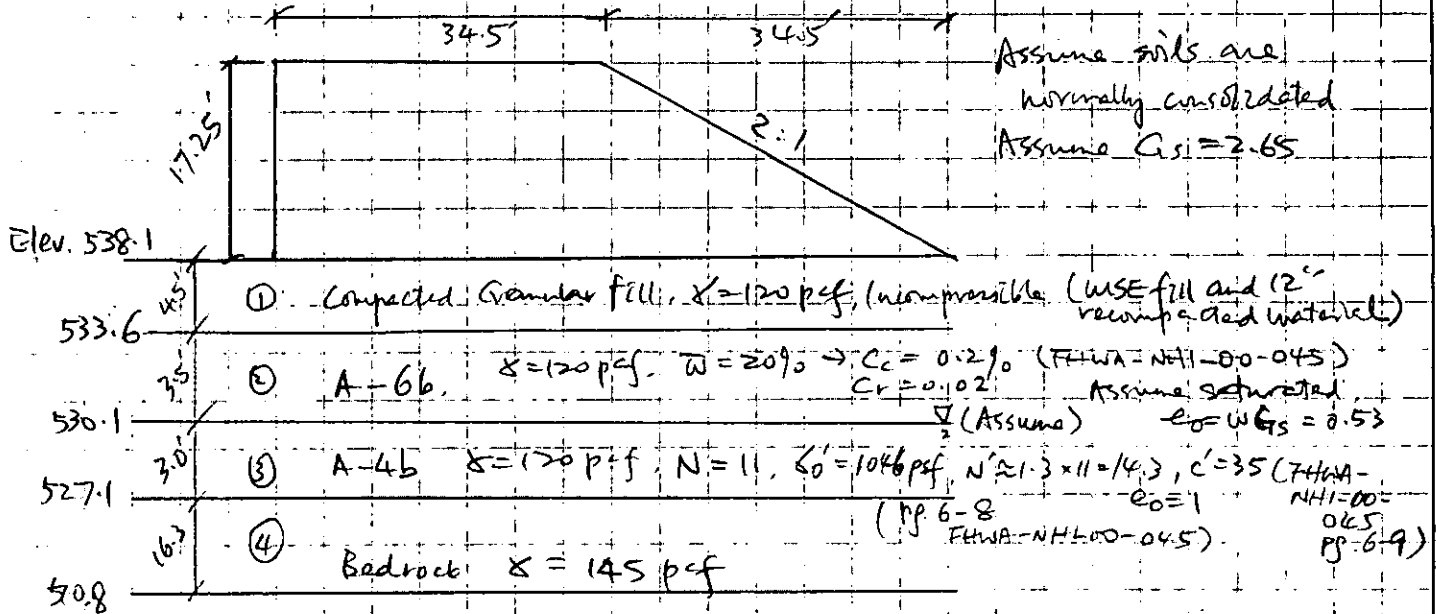 34.5' 34.5'
Assume soils are
normally consolidated
Assume Gsi = 2.65
17.25'
2:1
Elev. 538.1
4.5' ① Compacted Granular fill, γ=120 pcf, Incompressible (MSE fill and 12"
recompacted material)
533.6
3.5' ② A-6b, γ=120 pcf. w̄=20% → Cc = 0.2% (FHWA-NHI-00-045)
Cr = 0.02 Assume saturated.
530.1 (Assume) e₀=wGs = 0.53
3.0' ③ A-4b γ=120 pcf. N=11, σ₀'=1046 psf, N'≈1.3×11=14.3, c'=35 (FHWA-
NHI-00-
045
pg. 6-9)
e₀=1
527.1
(pg. 6-8
FHWA-NHI-00-045).
16.3 ④ Bedrock γ = 145 pcf
510.8